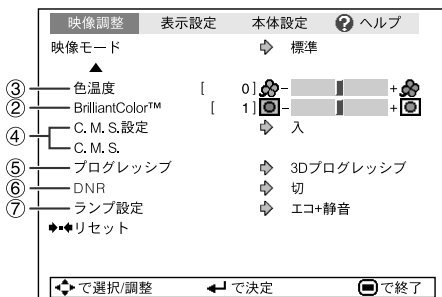 映像調整 表示設定 本体設定 ? ヘルプ
映像モード 標準
▲
③ 色温度 [ 0] − +
② BrilliantColor™ [ 1] − +
④ C. M. S. 設定 入
C. M. S.
⑤ プログレッシブ 3Dプログレッシブ
⑥ DNR 切
⑦ ランプ設定 エコ+静音
リセット
で選択/調整 で決定 で終了